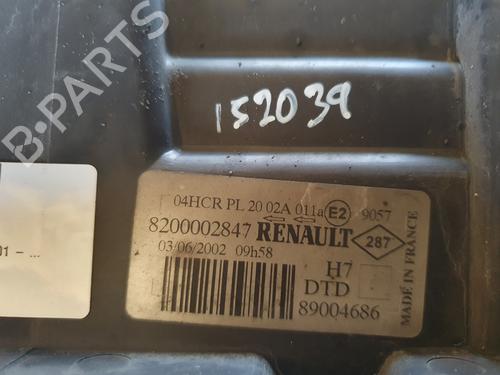 B-PARTS
152039
04HCR PL 20 02A 011a E2 9057
8200002847 RENAULT 287
03/06/2002 09h58
H7
DTD
89004686
MADE IN FRANCE
01 - ...